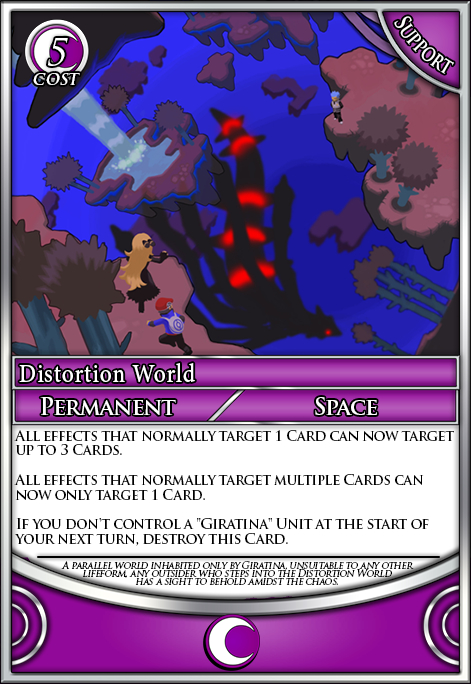 5
COST
SUPPORT
Distortion World
PERMANENT
SPACE
ALL EFFECTS THAT NORMALLY TARGET 1 CARD CAN NOW TARGET
UP TO 3 CARDS.
ALL EFFECTS THAT NORMALLY TARGET MULTIPLE CARDS CAN
NOW ONLY TARGET 1 CARD.
IF YOU DON'T CONTROL A "GIRATINA" UNIT AT THE START OF
YOUR NEXT TURN, DESTROY THIS CARD.
A PARALLEL WORLD INHABITED ONLY BY GIRATINA, UNSUITABLE TO ANY OTHER
LIFEFORM, ANY OUTSIDER WHO STEPS INTO THE DISTORTION WORLD
HAS A SIGHT TO BEHOLD AMIDST THE CHAOS.